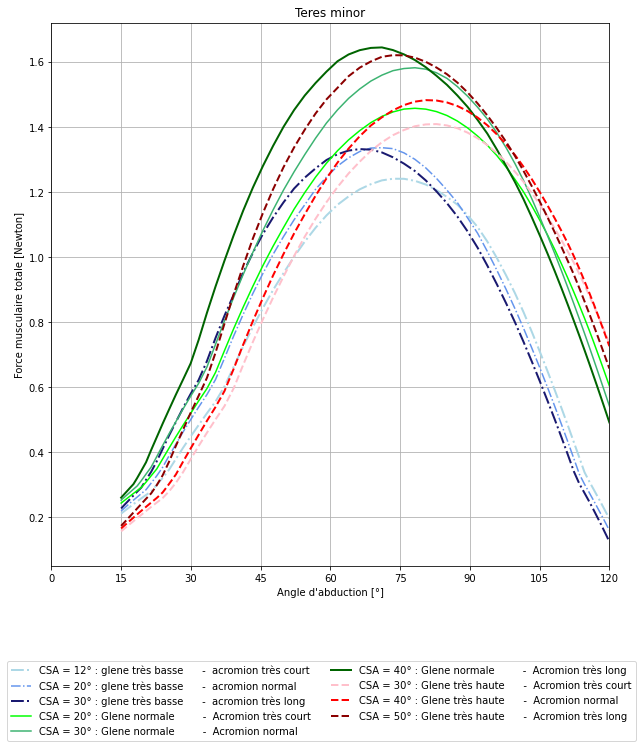 Teres minor
Force musculaire totale [Newton]
1.6
1.4
1.2
1.0
0.8
0.6
0.4
0.2
0 15 30 45 60 75 90 105 120
Angle d'abduction [°]
CSA = 12° : glene très basse - acromion très court
CSA = 20° : glene très basse - acromion normal
CSA = 30° : glene très basse - acromion très long
CSA = 20° : Glene normale - Acromion très court
CSA = 30° : Glene normale - Acromion normal
CSA = 40° : Glene normale - Acromion très long
CSA = 30° : Glene très haute - Acromion très court
CSA = 40° : Glene très haute - Acromion normal
CSA = 50° : Glene très haute - Acromion très long